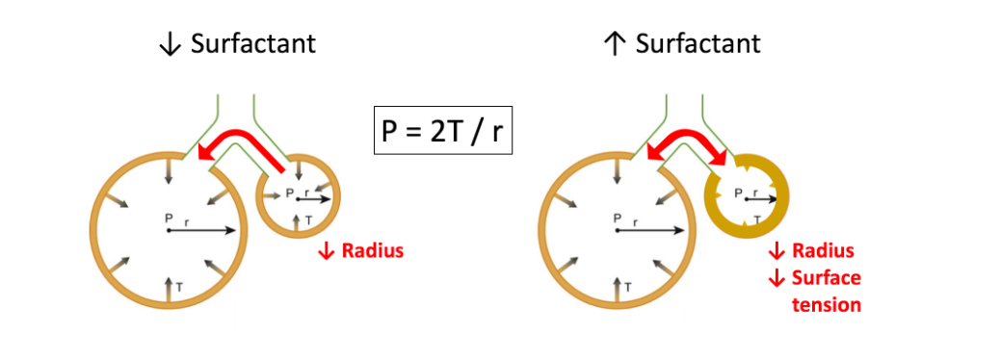 ↓ Surfactant
↑ Surfactant
P = 2T / r
P
r
T
P
r
T
↓ Radius
P
r
T
P
r
T
↓ Radius
↓ Surface
tension